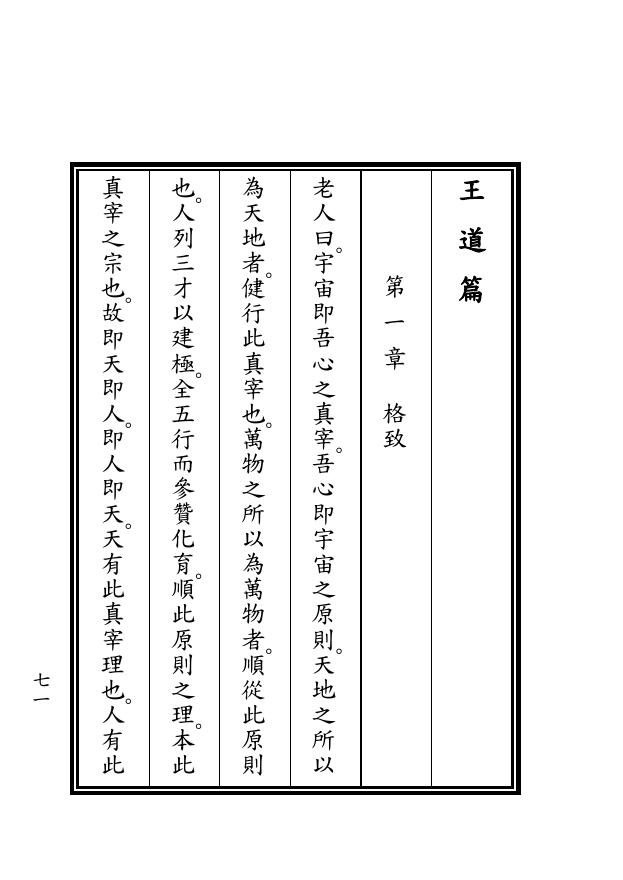 王道篇
第一章　格致
老人曰。宇宙即吾心之真宰。吾心即宇宙之原則。天地之所以
為天地者。健行此真宰也。萬物之所以為萬物者。順從此原則
也。人列三才以建極。全五行而參贊化育。順此原則之理。本此
真宰之宗也。故即天即人。即人即天。天有此真宰理也。人有此
七一